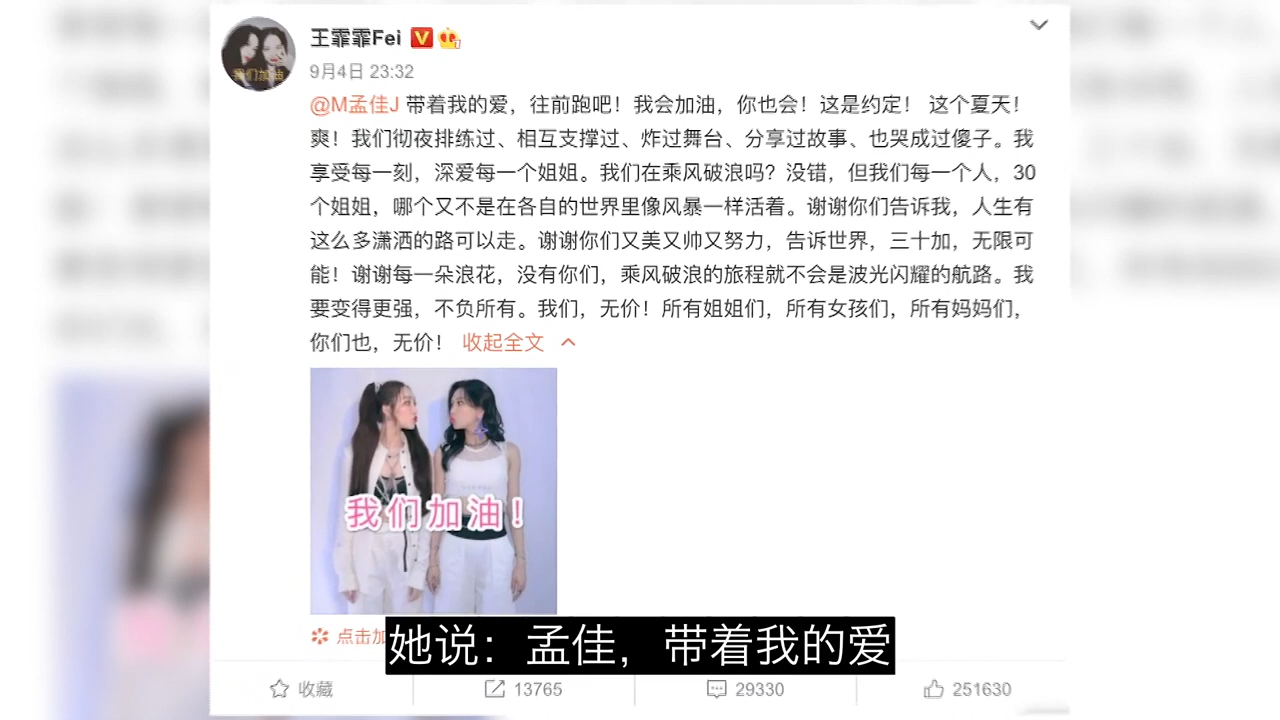 王霏霏Fei
我们加油
9月4日 23:32
@M孟佳J 带着我的爱，往前跑吧！我会加油，你也会！这是约定！ 这个夏天！
爽！我们彻夜排练过、相互支撑过、炸过舞台、分享过故事、也哭成过傻子。我
享受每一刻，深爱每一个姐姐。我们在乘风破浪吗？没错，但我们每一个人，30
个姐姐，哪个又不是在各自的世界里像风暴一样活着。谢谢你们告诉我，人生有
这么多潇洒的路可以走。谢谢你们又美又帅又努力，告诉世界，三十加，无限可
能！谢谢每一朵浪花，没有你们，乘风破浪的旅程就不会是波光闪耀的航路。我
要变得更强，不负所有。我们，无价！所有姐姐们，所有女孩们，所有妈妈们，
你们也，无价！ 收起全文
我们加油！
点击加
她说：孟佳，带着我的爱
收藏 13765 29330 251630